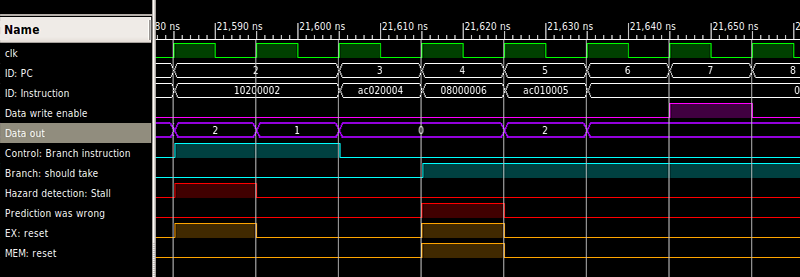 Name
80 ns 21,590 ns 21,600 ns 21,610 ns 21,620 ns 21,630 ns 21,640 ns 21,650 ns 2
clk
ID: PC 2 3 4 5 6 7 8
ID: Instruction 10200002 ac020004 08000006 ac010005 0
Data write enable
Data out 2 1 0 2
Control: Branch instruction
Branch: should take
Hazard detection: Stall
Prediction was wrong
EX: reset
MEM: reset